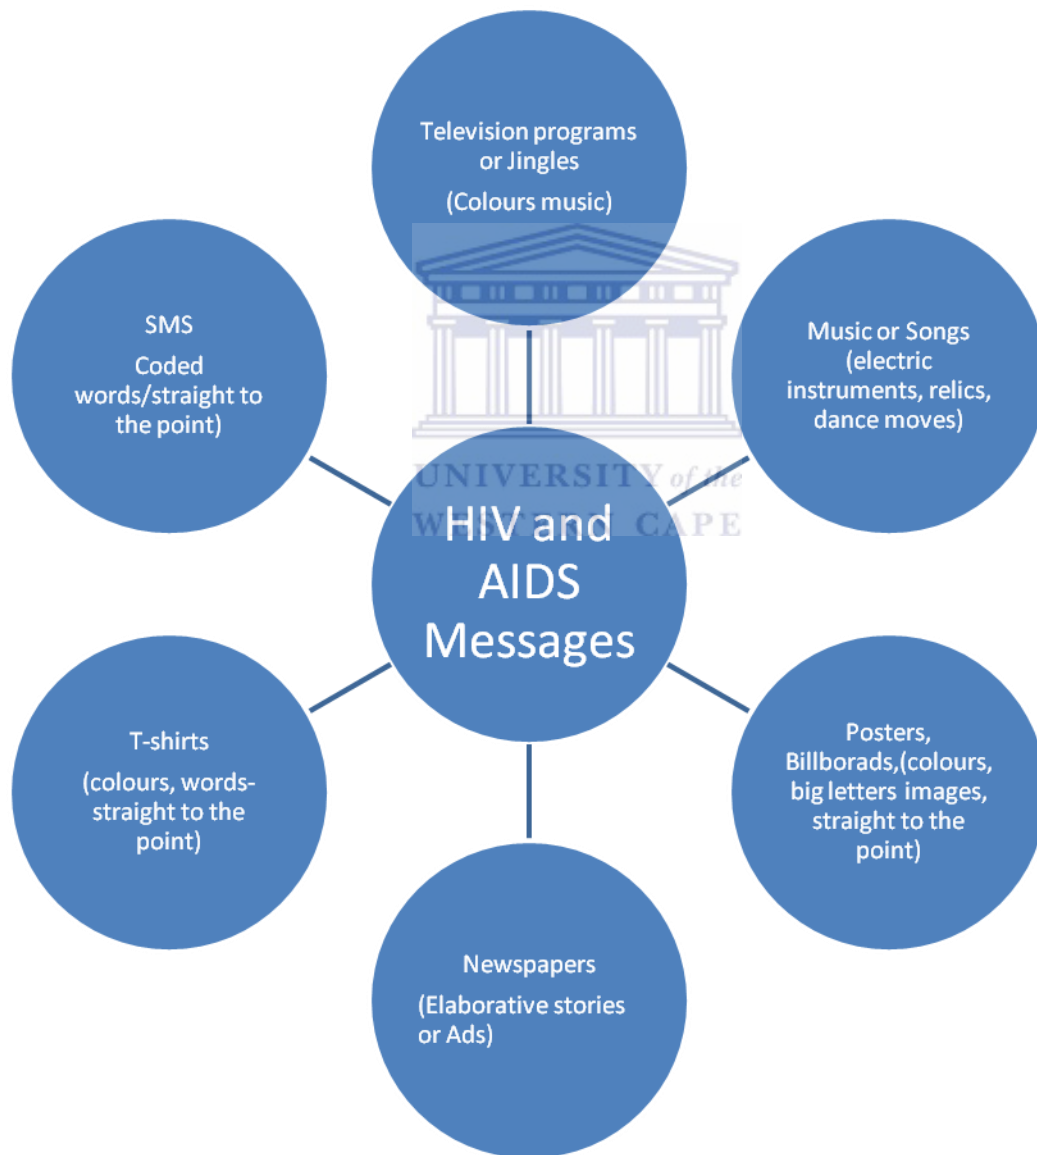 Television programs
or Jingles
(Colours music)
SMS
Coded
words/straight to
the point)
Music or Songs
(electric
instruments, relics,
dance moves)
UNIVERSITY of the
WESTERN CAPE
HIV and
AIDS
Messages
T-shirts
(colours, words-
straight to the
point)
Posters,
Billborads,(colours,
big letters images,
straight to the
point)
Newspapers
(Elaborative stories
or Ads)